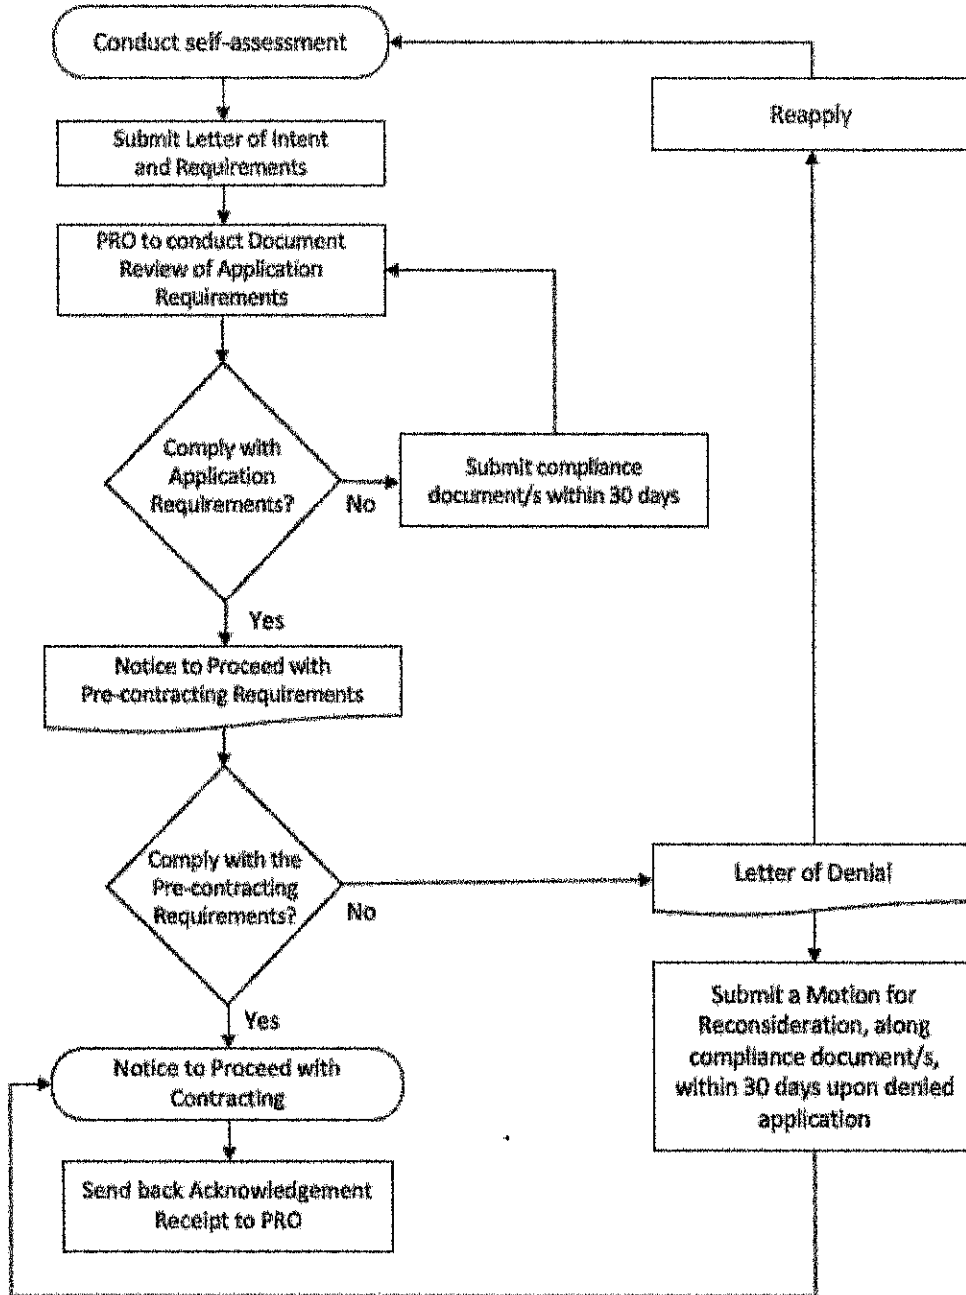 Conduct self-assessment
Reapply
Submit Letter of Intent
and Requirements
PRO to conduct Document
Review of Application
Requirements
Comply with
Application
Requirements?
No
Submit compliance
document/s within 30 days
Yes
Notice to Proceed with
Pre-contracting Requirements
Comply with the
Pre-contracting
Requirements?
No
Letter of Denial
Submit a Motion for
Reconsideration, along
compliance document/s,
within 30 days upon denied
application
Yes
Notice to Proceed with
Contracting
Send back Acknowledgement
Receipt to PRO